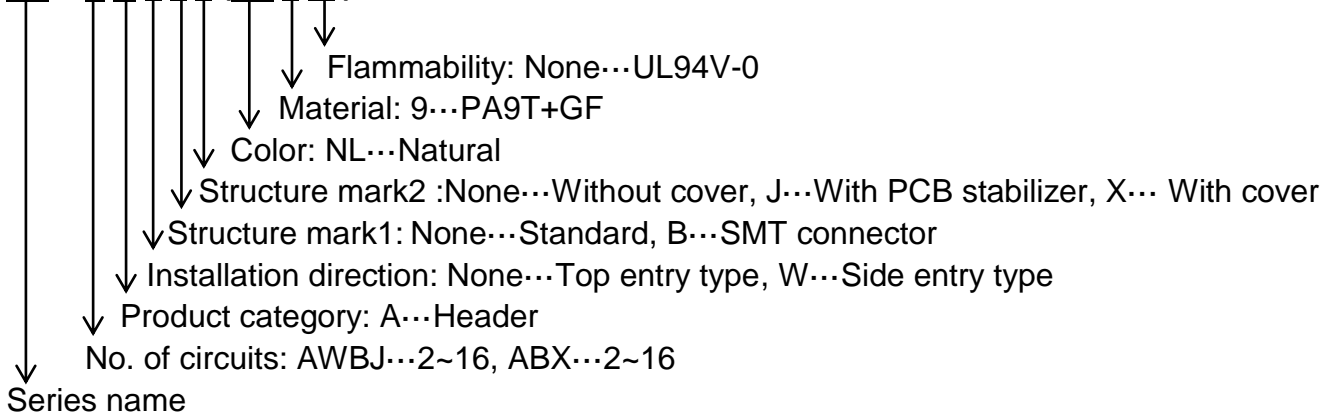 Flammability: None···UL94V-0
Material: 9···PA9T+GF
Color: NL···Natural
Structure mark2 :None···Without cover, J···With PCB stabilizer, X··· With cover
Structure mark1: None···Standard, B···SMT connector
Installation direction: None···Top entry type, W···Side entry type
Product category: A···Header
No. of circuits: AWBJ···2~16, ABX···2~16
Series name